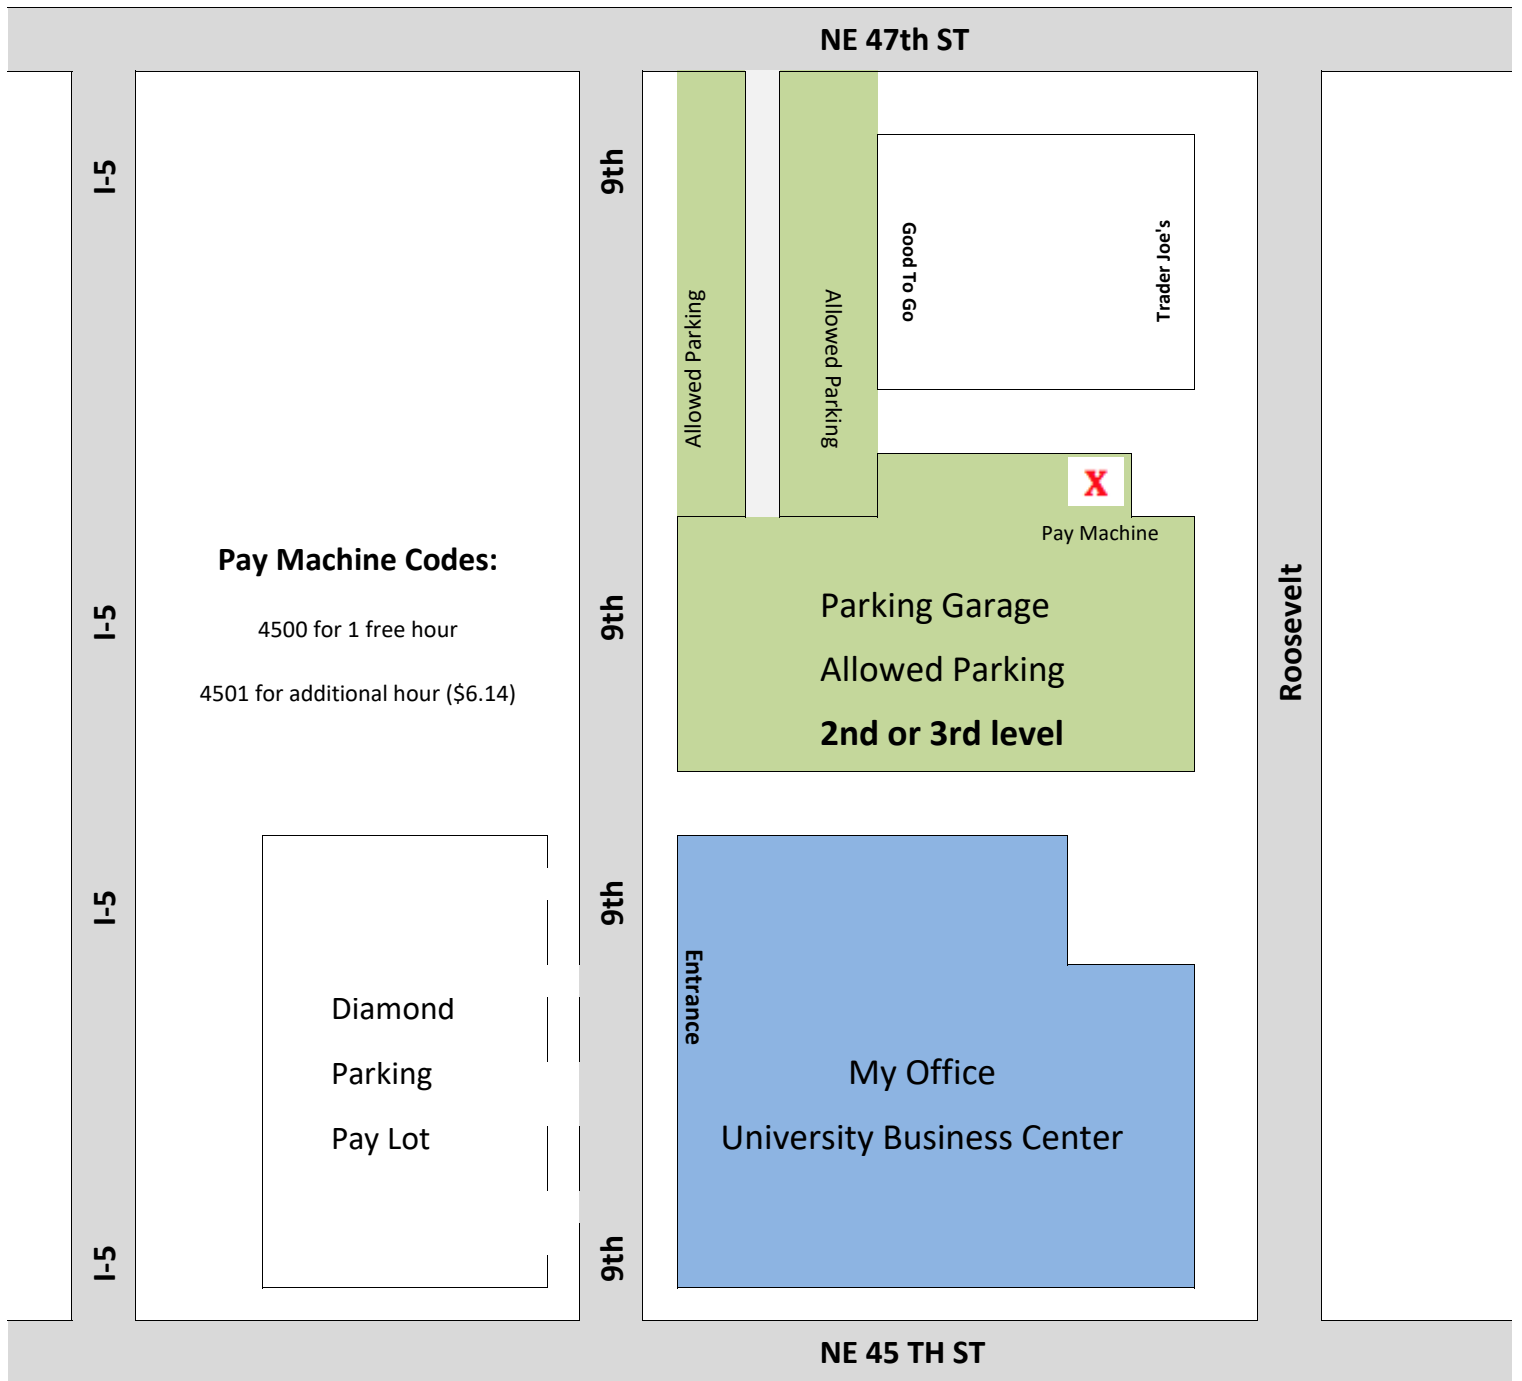 NE 47th ST
I-5
9th
Good To Go
Trader Joe's
Allowed Parking
Allowed Parking
X
Pay Machine
Pay Machine Codes:
4500 for 1 free hour
4501 for additional hour ($6.14)
I-5
9th
Parking Garage
Allowed Parking
2nd or 3rd level
Roosevelt
I-5
9th
Entrance
Diamond
Parking
Pay Lot
My Office
University Business Center
I-5
9th
NE 45 TH ST